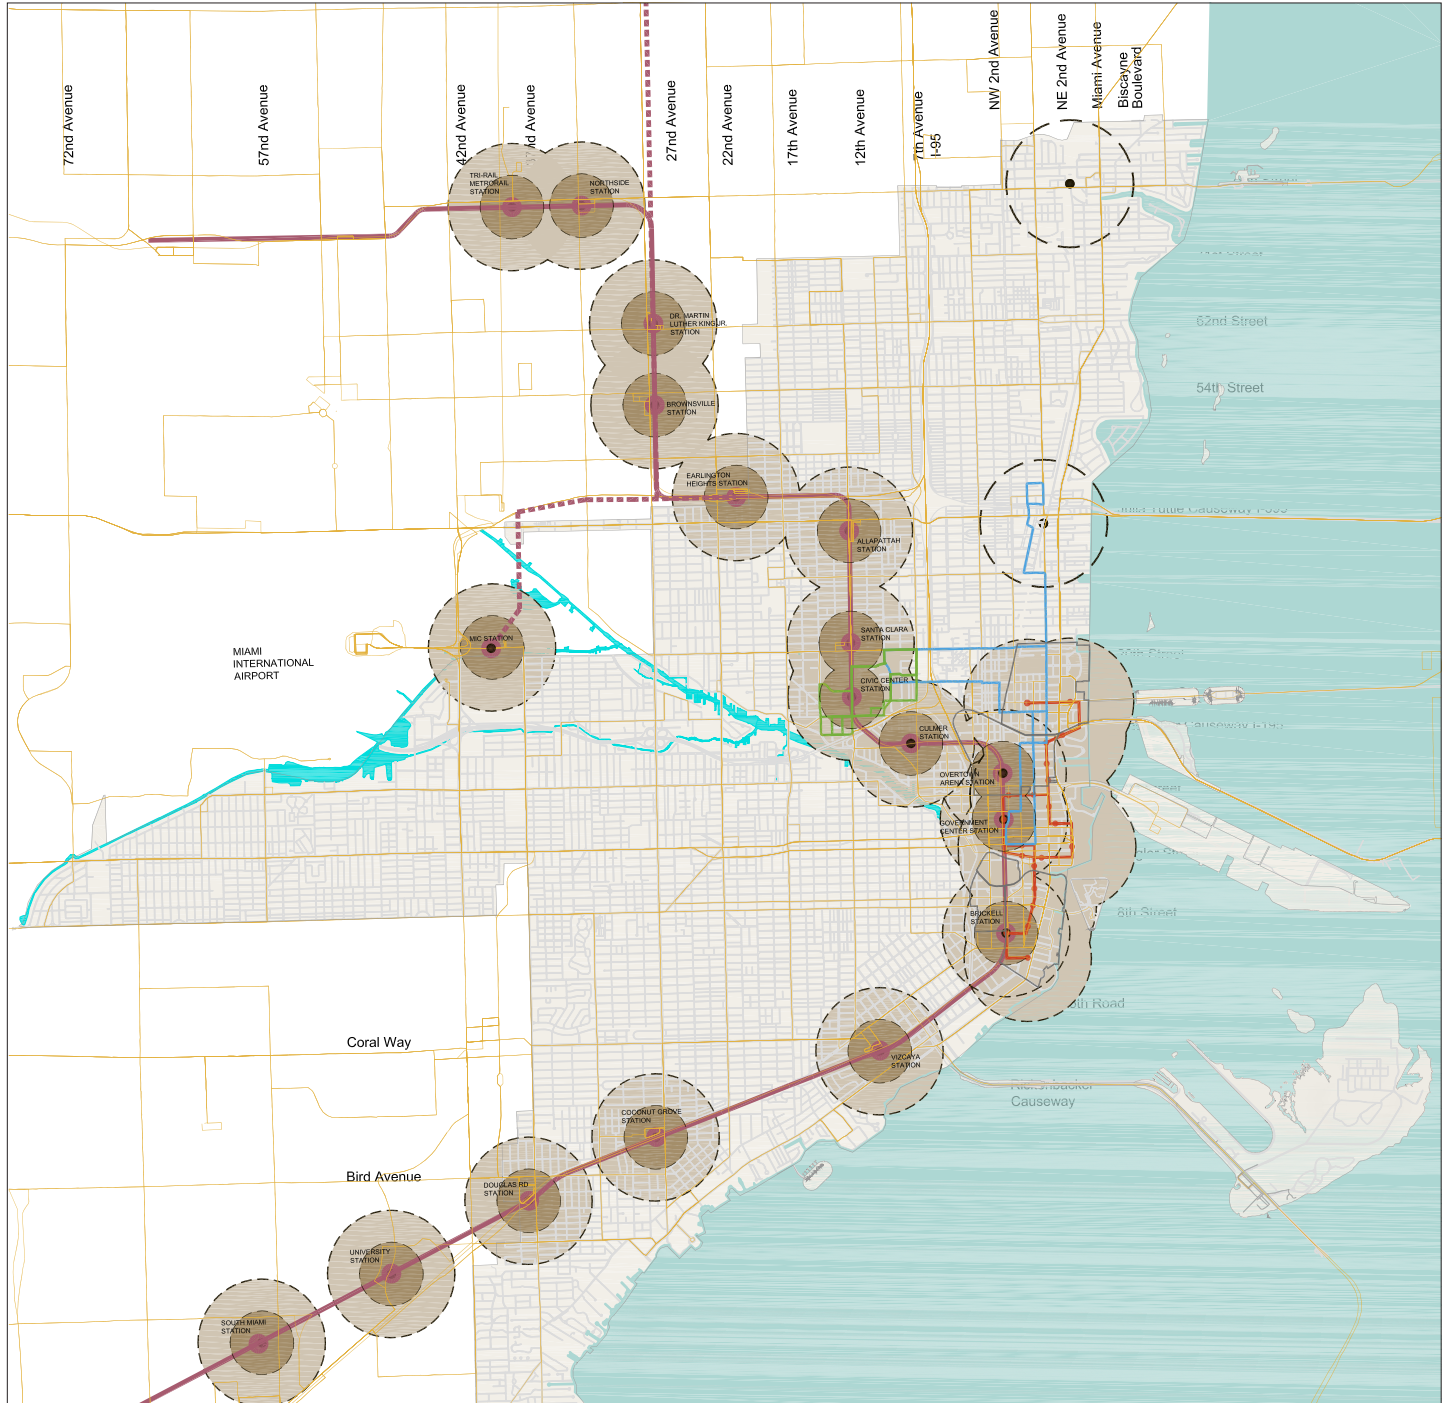 72nd Avenue
57nd Avenue
42nd Avenue
27nd Avenue
22nd Avenue
17th Avenue
12th Avenue
7th Avenue
I-95
NW 2nd Avenue
NE 2nd Avenue
Miami Avenue
Biscayne
Boulevard
TRI-RAIL
METRORAIL
STATION
NORTHSIDE
STATION
DR. MARTIN
LUTHER KING JR.
STATION
62nd Street
BROWNSVILLE
STATION
54th Street
EARLINGTON
HEIGHTS STATION
ALLAPATTAH
STATION
Tuttle Causeway
MIC STATION
MIAMI
INTERNATIONAL
AIRPORT
SANTA CLARA
STATION
CIVIC CENTER
STATION
CULMER
STATION
OVERTOWN
ARENA STATION
GOVERNMENT
CENTER STATION
BRICKELL
STATION
8th Street
Road
Coral Way
VIZCAYA
STATION
Rickenbacker
Causeway
COCONUT GROVE
STATION
Bird Avenue
DOUGLAS RD
STATION
UNIVERSITY
STATION
SOUTH MIAMI
STATION